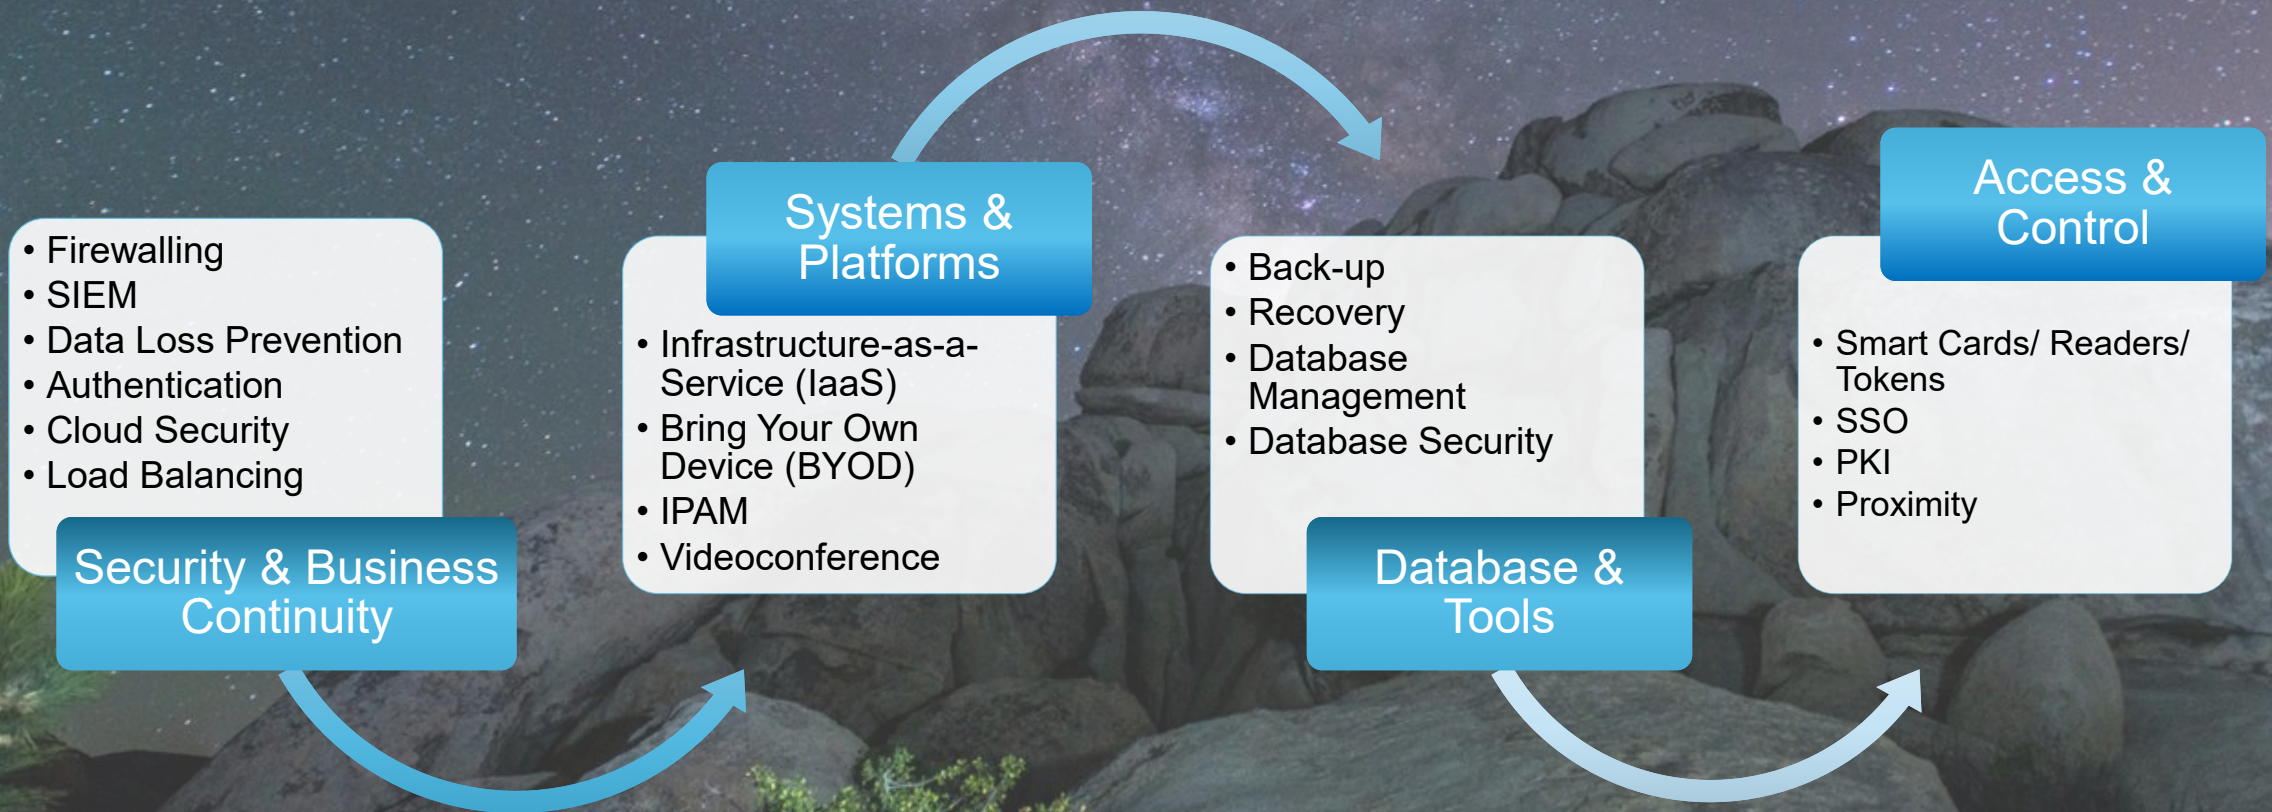 • Firewalling
• SIEM
• Data Loss Prevention
• Authentication
• Cloud Security
• Load Balancing
Security & Business
Continuity
Systems &
Platforms
• Infrastructure-as-a-
Service (IaaS)
• Bring Your Own
Device (BYOD)
• IPAM
• Videoconference
• Back-up
• Recovery
• Database
Management
• Database Security
Database &
Tools
Access &
Control
• Smart Cards/ Readers/
Tokens
• SSO
• PKI
• Proximity